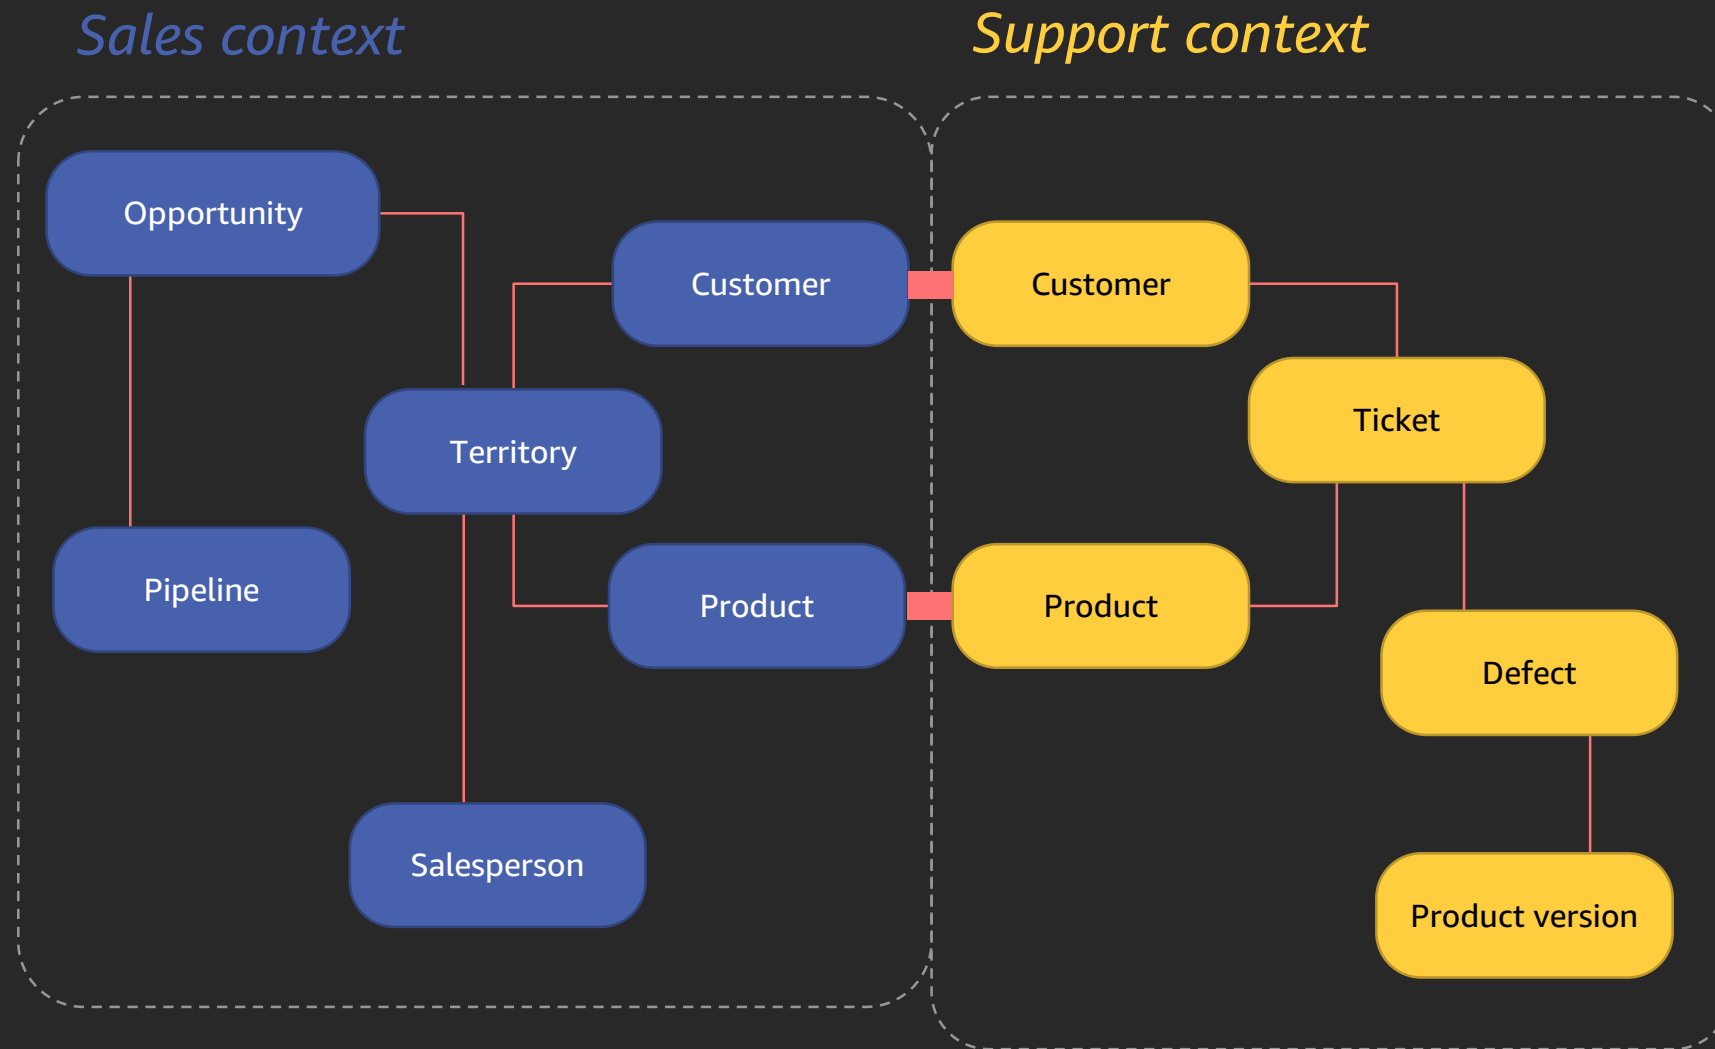 Sales context
Support context
Opportunity
Customer
Customer
Ticket
Territory
Pipeline
Product
Product
Defect
Salesperson
Product version